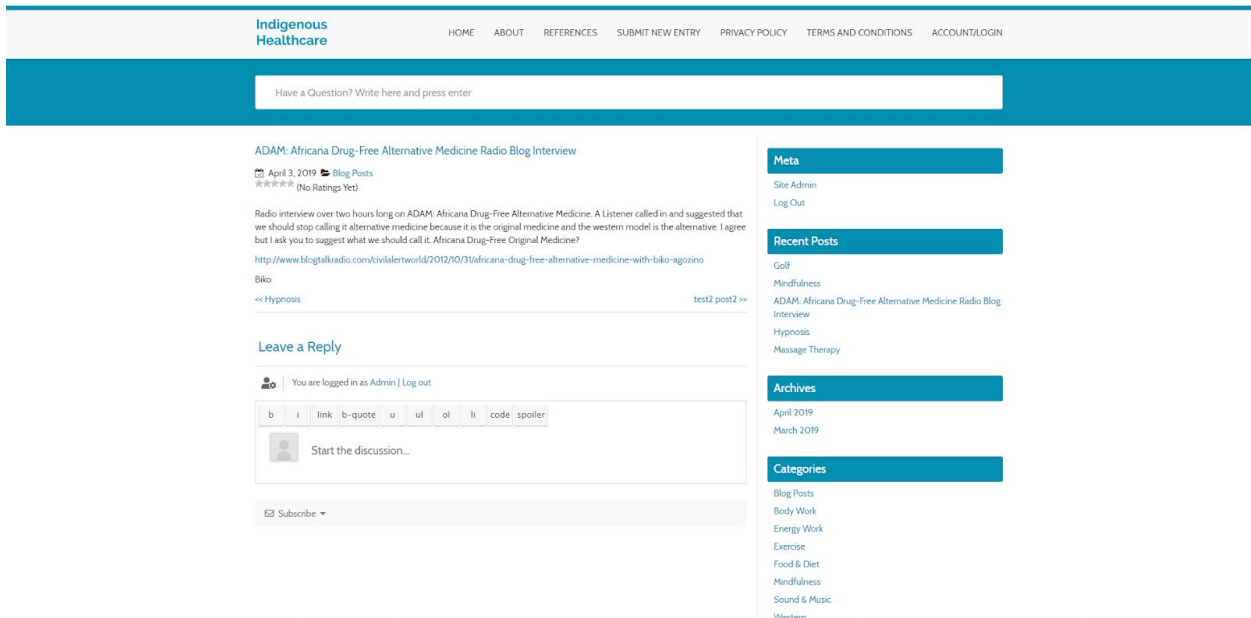 Indigenous
Healthcare
HOME ABOUT REFERENCES SUBMIT NEW ENTRY PRIVACY POLICY TERMS AND CONDITIONS ACCOUNT/LOGIN
Have a Question? Write here and press enter
ADAM: Africana Drug-Free Alternative Medicine Radio Blog Interview
April 3, 2019 Blog Posts
(No Ratings Yet)
Radio interview over two hours long on ADAM: Africana Drug-Free Alternative Medicine. A Listener called in and suggested that
we should stop calling it alternative medicine because it is the original medicine and the western model is the alternative. I agree
but I ask you to suggest what we should call it. Africana Drug-Free Original Medicine?
http://www.blogtalkradio.com/civilalertworld/2012/10/31/africana-drug-free-alternative-medicine-with-biko-agozino
Biko
<< Hypnosis test2 post2 >>
Leave a Reply
You are logged in as Admin | Log out
b i link b-quote u ul ol li code spoiler
Start the discussion...
Subscribe
Meta
Site Admin
Log Out
Recent Posts
Golf
Mindfulness
ADAM: Africana Drug-Free Alternative Medicine Radio Blog
Interview
Hypnosis
Massage Therapy
Archives
April 2019
March 2019
Categories
Blog Posts
Body Work
Energy Work
Exercise
Food & Diet
Mindfulness
Sound & Music
Western